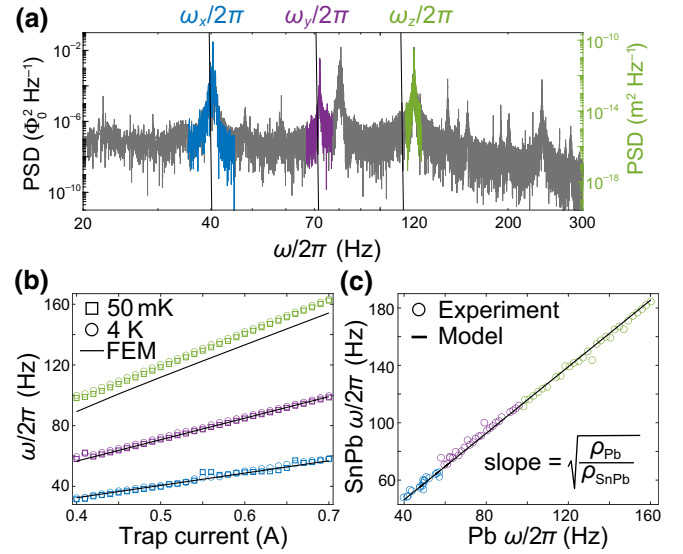 (a)
ωx/2π ωy/2π ωz/2π
PSD (Φ₀² Hz⁻¹)
10⁻²
10⁻⁶
10⁻¹⁰
PSD (m² Hz⁻¹)
10⁻¹⁰
10⁻¹⁴
10⁻¹⁸
20 40 70 120 200 300
ω/2π (Hz)
(b)
□ 50 mK
○ 4 K
— FEM
ω/2π (Hz)
160
120
80
40
0.4 0.5 0.6 0.7
Trap current (A)
(c)
○ Experiment
— Model
SnPb ω/2π (Hz)
180
140
100
60
slope = √(ρPb/ρSnPb)
40 80 120 160
Pb ω/2π (Hz)